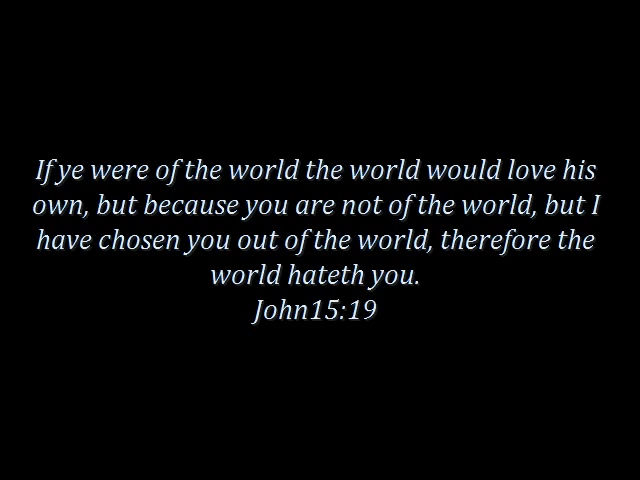 If ye were of the world the world would love his
own, but because you are not of the world, but I
have chosen you out of the world, therefore the
world hateth you.
John15:19